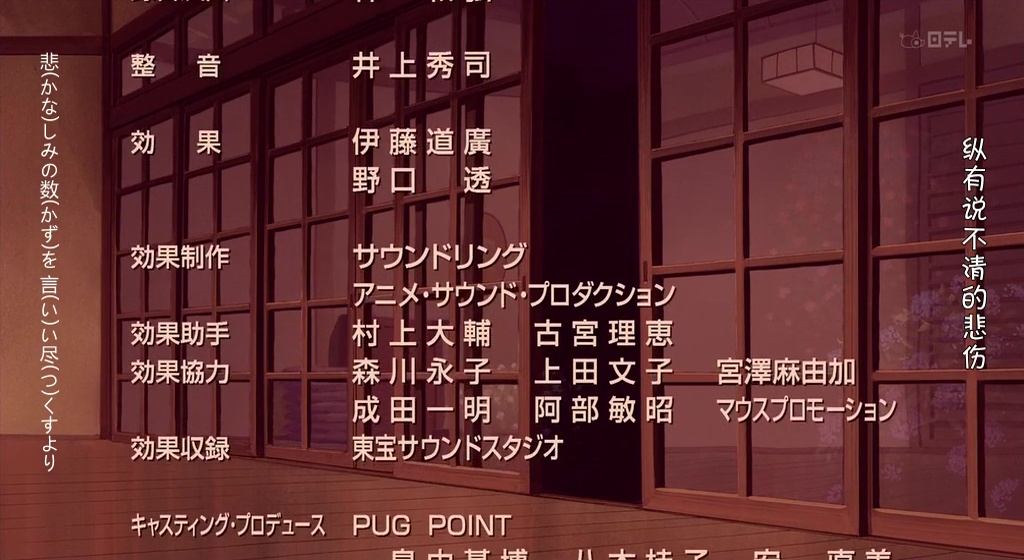 整 音 井上秀司
効 果 伊藤道廣
野口 透
効果制作 サウンドリング
アニメ・サウンド・プロダクション
効果助手 村上大輔 古宮理恵
効果協力 森川永子 上田文子 宮澤麻由加
成田一明 阿部敏昭 マウスプロモーション
効果収録 東宝サウンドスタジオ
キャスティング・プロデュース PUG POINT
悲(かな)しみの数(かず)を 言(い)い尽(つ)くすより
纵有说不清的悲伤
日テレ